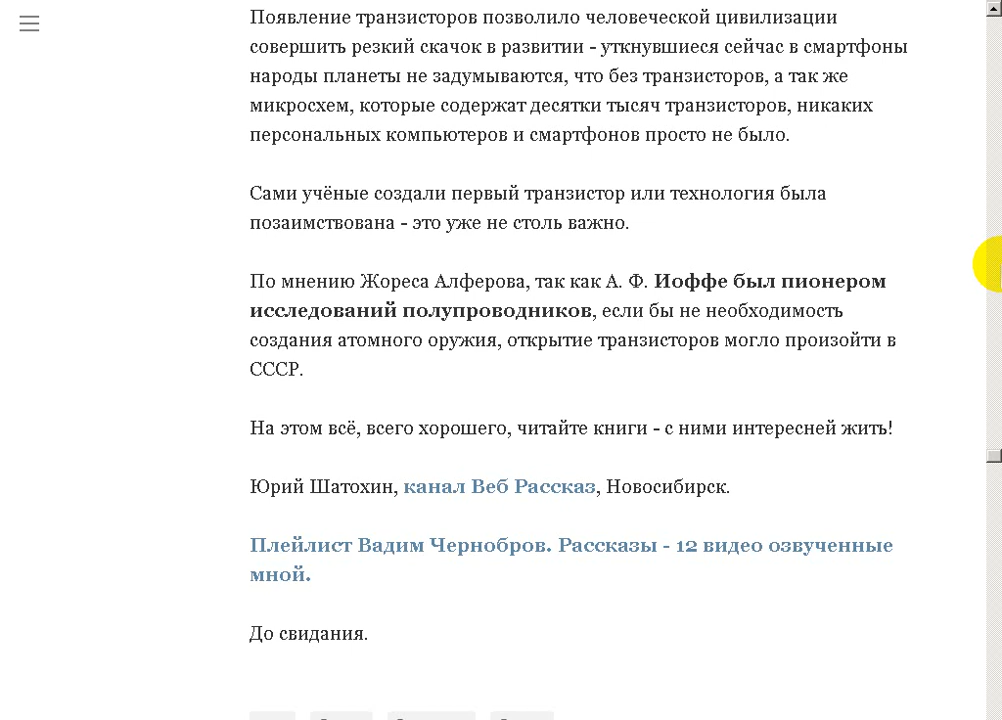 Появление транзисторов позволило человеческой цивилизации
совершить резкий скачок в развитии - уткнувшиеся сейчас в смартфоны
народы планеты не задумываются, что без транзисторов, а так же
микросхем, которые содержат десятки тысяч транзисторов, никаких
персональных компьютеров и смартфонов просто не было.
Сами учёные создали первый транзистор или технология была
позаимствована - это уже не столь важно.
По мнению Жореса Алферова, так как А. Ф. Иоффе был пионером
исследований полупроводников, если бы не необходимость
создания атомного оружия, открытие транзисторов могло произойти в
СССР.
На этом всё, всего хорошего, читайте книги - с ними интересней жить!
Юрий Шатохин, канал Веб Рассказ, Новосибирск.
Плейлист Вадим Чернобров. Рассказы - 12 видео озвученные
мной.
До свидания.